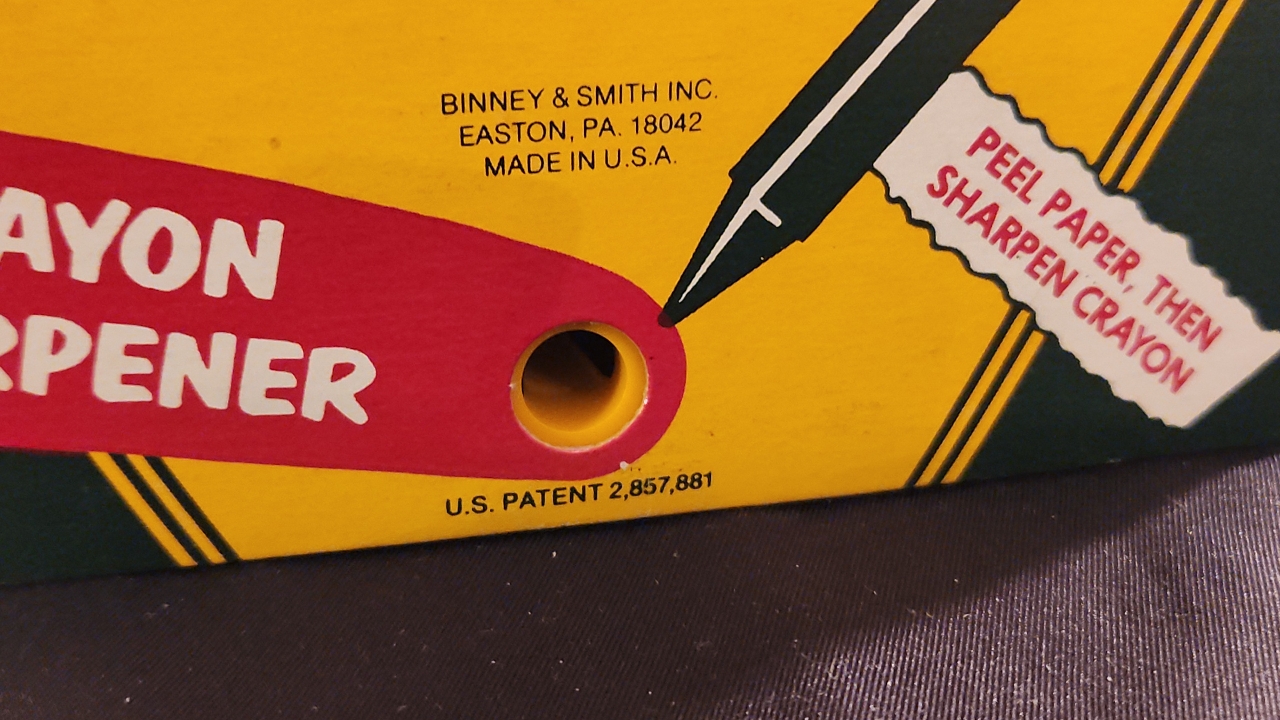 BINNEY & SMITH INC.
EASTON, PA. 18042
MADE IN U.S.A.
AYON
RPENER
PEEL PAPER, THEN
SHARPEN CRAYON
U.S. PATENT 2,857,881